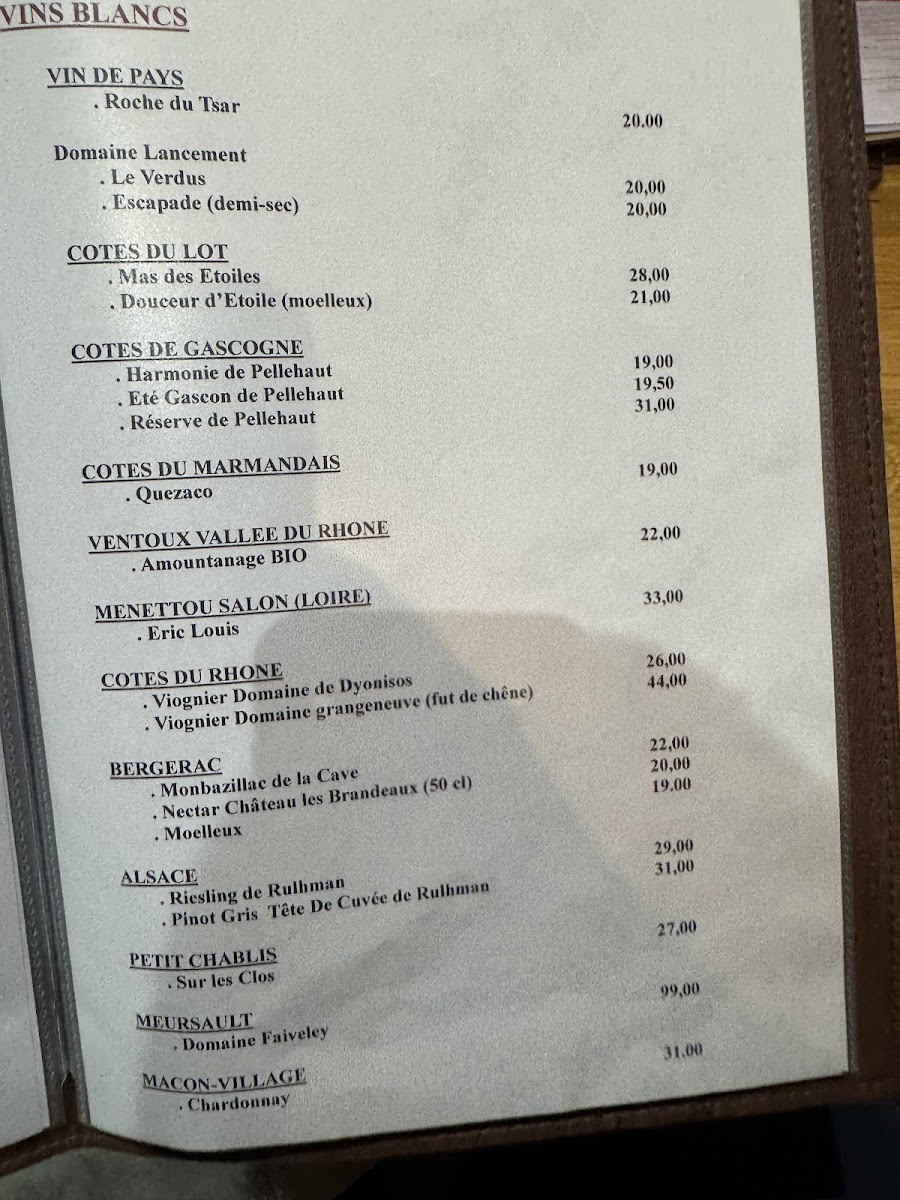 VINS BLANCS
VIN DE PAYS
. Roche du Tsar 20.00
Domaine Lancement
. Le Verdus 20,00
. Escapade (demi-sec) 20,00
COTES DU LOT
. Mas des Etoiles 28,00
. Douceur d'Etoile (moelleux) 21,00
COTES DE GASCOGNE
. Harmonie de Pellehaut 19,00
. Eté Gascon de Pellehaut 19,50
. Réserve de Pellehaut 31,00
COTES DU MARMANDAIS
. Quezaco 19,00
VENTOUX VALLEE DU RHONE
. Amountanage BIO 22,00
MENETTOU SALON (LOIRE)
. Eric Louis 33,00
COTES DU RHONE
. Viognier Domaine de Dyonisos 26,00
. Viognier Domaine grangeneuve (fut de chêne) 44,00
BERGERAC
. Monbazillac de la Cave 22,00
. Nectar Château les Brandeaux (50 cl) 20,00
. Moelleux 19.00
ALSACE
. Riesling de Rulhman 29,00
. Pinot Gris Tête De Cuvée de Rulhman 31,00
PETIT CHABLIS
. Sur les Clos 27,00
MEURSAULT
. Domaine Faiveley 99,00
MACON-VILLAGE
. Chardonnay 31.00